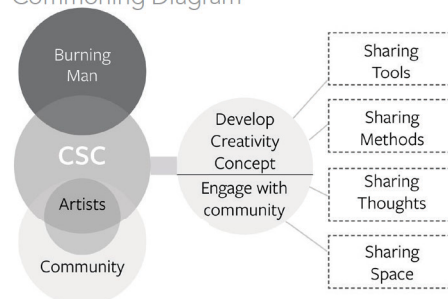 Commoning Diagram
Burning
Man
CSC
Artists
Community
Develop
Creativity
Concept
Engage with
community
Sharing
Tools
Sharing
Methods
Sharing
Thoughts
Sharing
Space